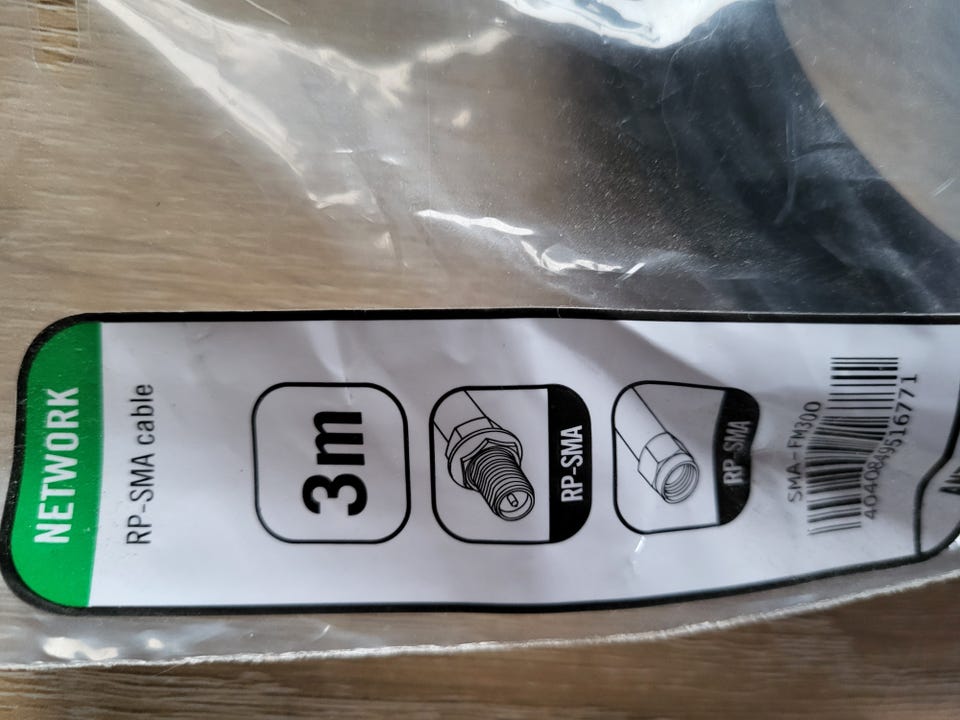 NETWORK
RP-SMA cable
3m
RP-SMA
RP-SMA
SMA-FM300
4040849516771